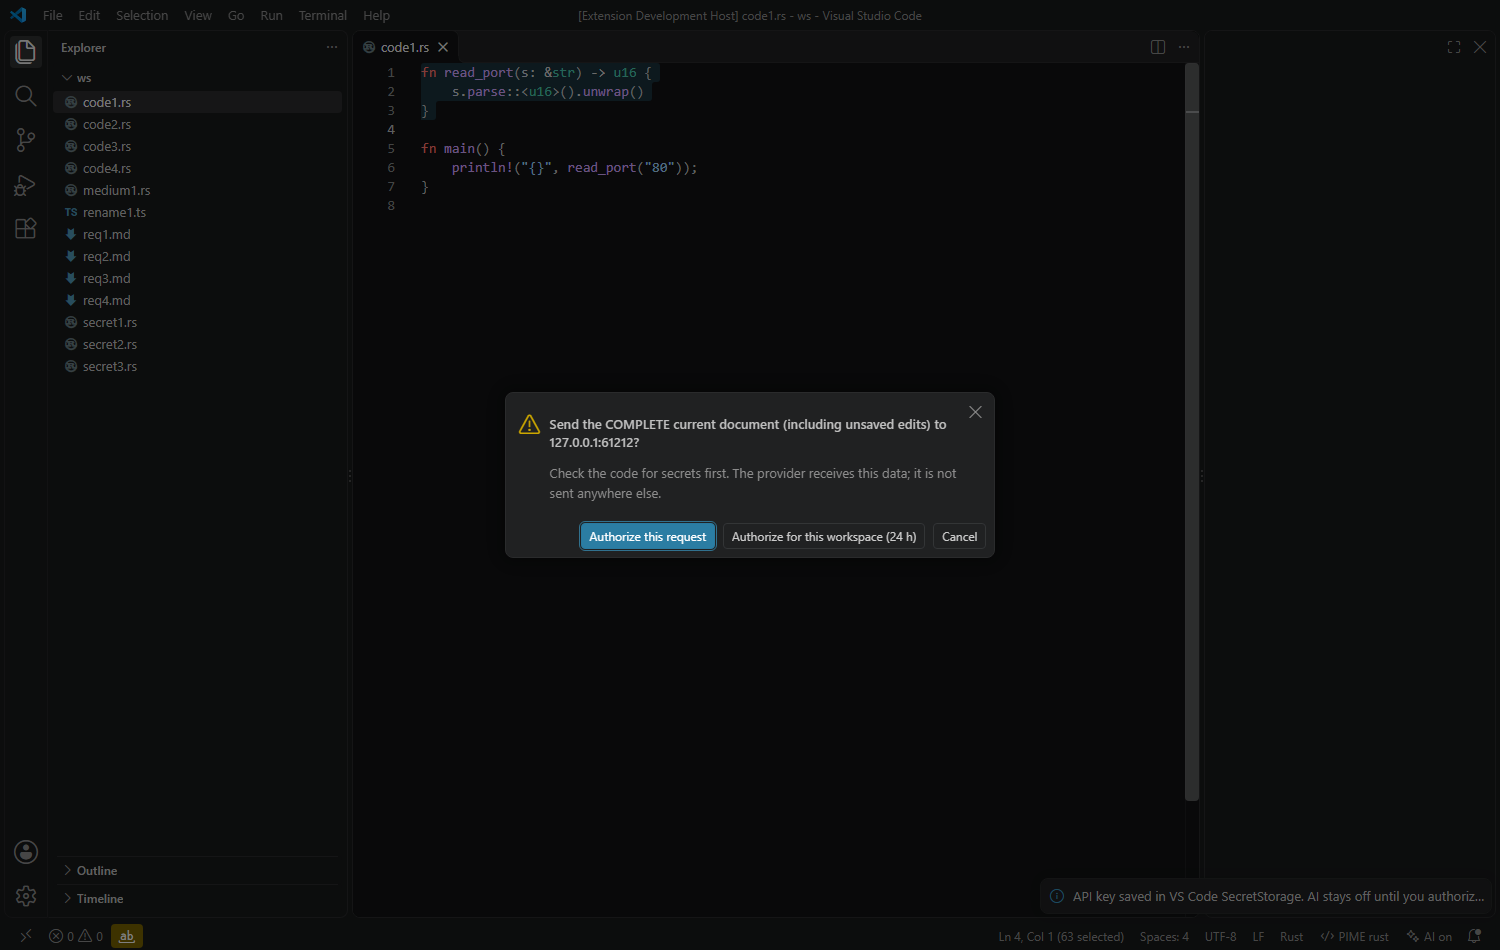 File Edit Selection View Go Run Terminal Help
[Extension Development Host] code1.rs - ws - Visual Studio Code
Explorer
ws
code1.rs
code2.rs
code3.rs
code4.rs
medium1.rs
TS rename1.ts
req1.md
req2.md
req3.md
req4.md
secret1.rs
secret2.rs
secret3.rs
Outline
Timeline
code1.rs
1 fn read_port(s: &str) -> u16 {
2 s.parse::<u16>().unwrap()
3 }
4
5 fn main() {
6 println!("{}", read_port("80"));
7 }
8
Send the COMPLETE current document (including unsaved edits) to
127.0.0.1:61212?
Check the code for secrets first. The provider receives this data; it is not
sent anywhere else.
Authorize this request Authorize for this workspace (24 h) Cancel
API key saved in VS Code SecretStorage. AI stays off until you authoriz...
0 0 ab Ln 4, Col 1 (63 selected) Spaces: 4 UTF-8 LF Rust PIME rust AI on